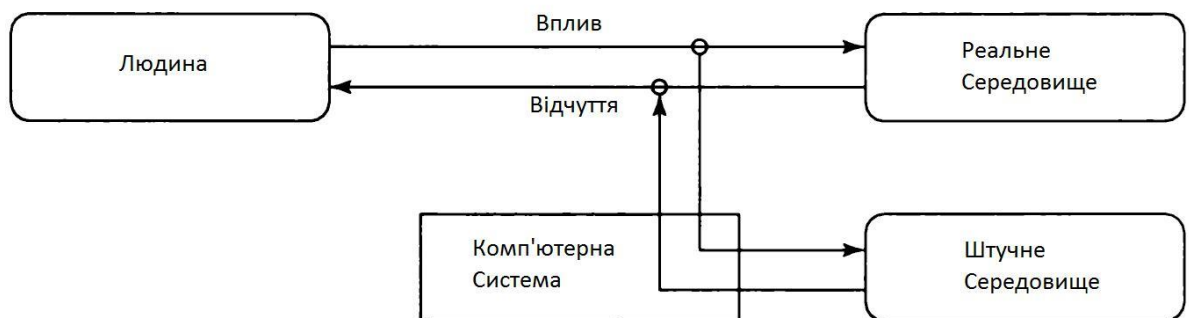 Вплив
Людина
Реальне
Середовище
Відчуття
Комп'ютерна
Система
Штучне
Середовище